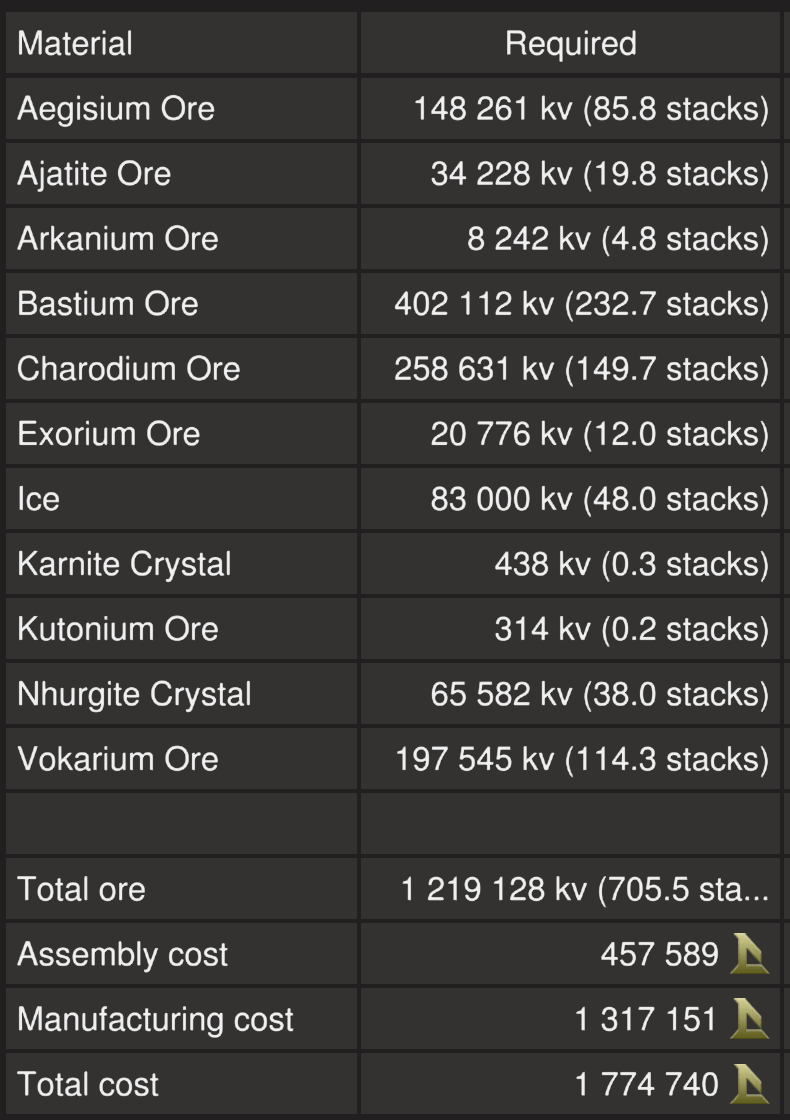 Material Required
Aegisium Ore 148 261 kv (85.8 stacks)
Ajatite Ore 34 228 kv (19.8 stacks)
Arkanium Ore 8 242 kv (4.8 stacks)
Bastium Ore 402 112 kv (232.7 stacks)
Charodium Ore 258 631 kv (149.7 stacks)
Exorium Ore 20 776 kv (12.0 stacks)
Ice 83 000 kv (48.0 stacks)
Karnite Crystal 438 kv (0.3 stacks)
Kutonium Ore 314 kv (0.2 stacks)
Nhurgite Crystal 65 582 kv (38.0 stacks)
Vokarium Ore 197 545 kv (114.3 stacks)
Total ore 1 219 128 kv (705.5 sta...
Assembly cost 457 589
Manufacturing cost 1 317 151
Total cost 1 774 740